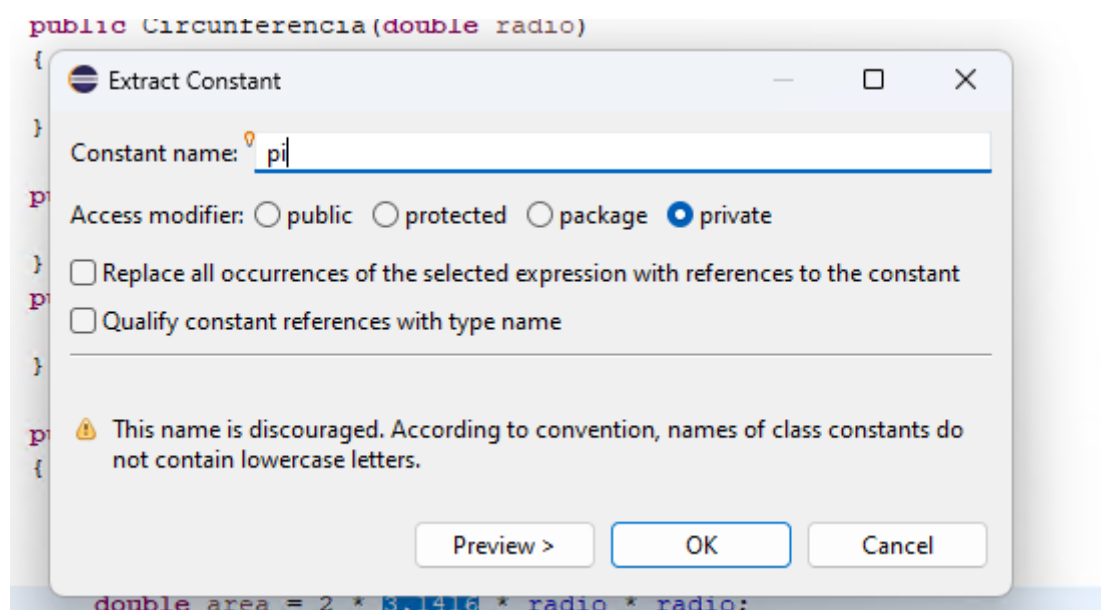 public Circunferencia(double radio)
{
Extract Constant
}
Constant name: pi
pu
Access modifier: public protected package private
}
Replace all occurrences of the selected expression with references to the constant
pu
Qualify constant references with type name
}
pu
This name is discouraged. According to convention, names of class constants do
{
not contain lowercase letters.
Preview > OK Cancel
double area = 2 * 3.1416 * radio * radio;